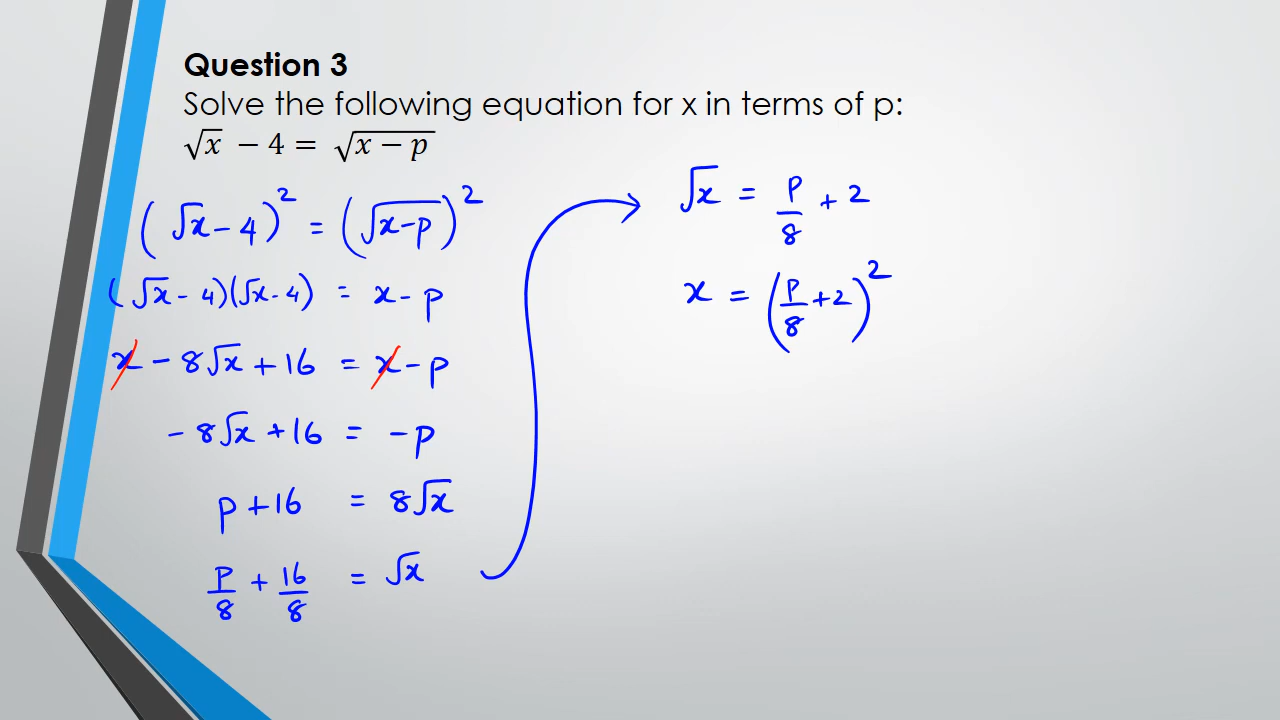 Question 3
Solve the following equation for x in terms of p:
√x − 4 = √(x − p)
(√x − 4)² = (√(x − p))²
(√x − 4)(√x − 4) = x − p
x − 8√x + 16 = x − p
− 8√x + 16 = − p
p + 16 = 8√x
p/8 + 16/8 = √x
√x = p/8 + 2
x = (p/8 + 2)²